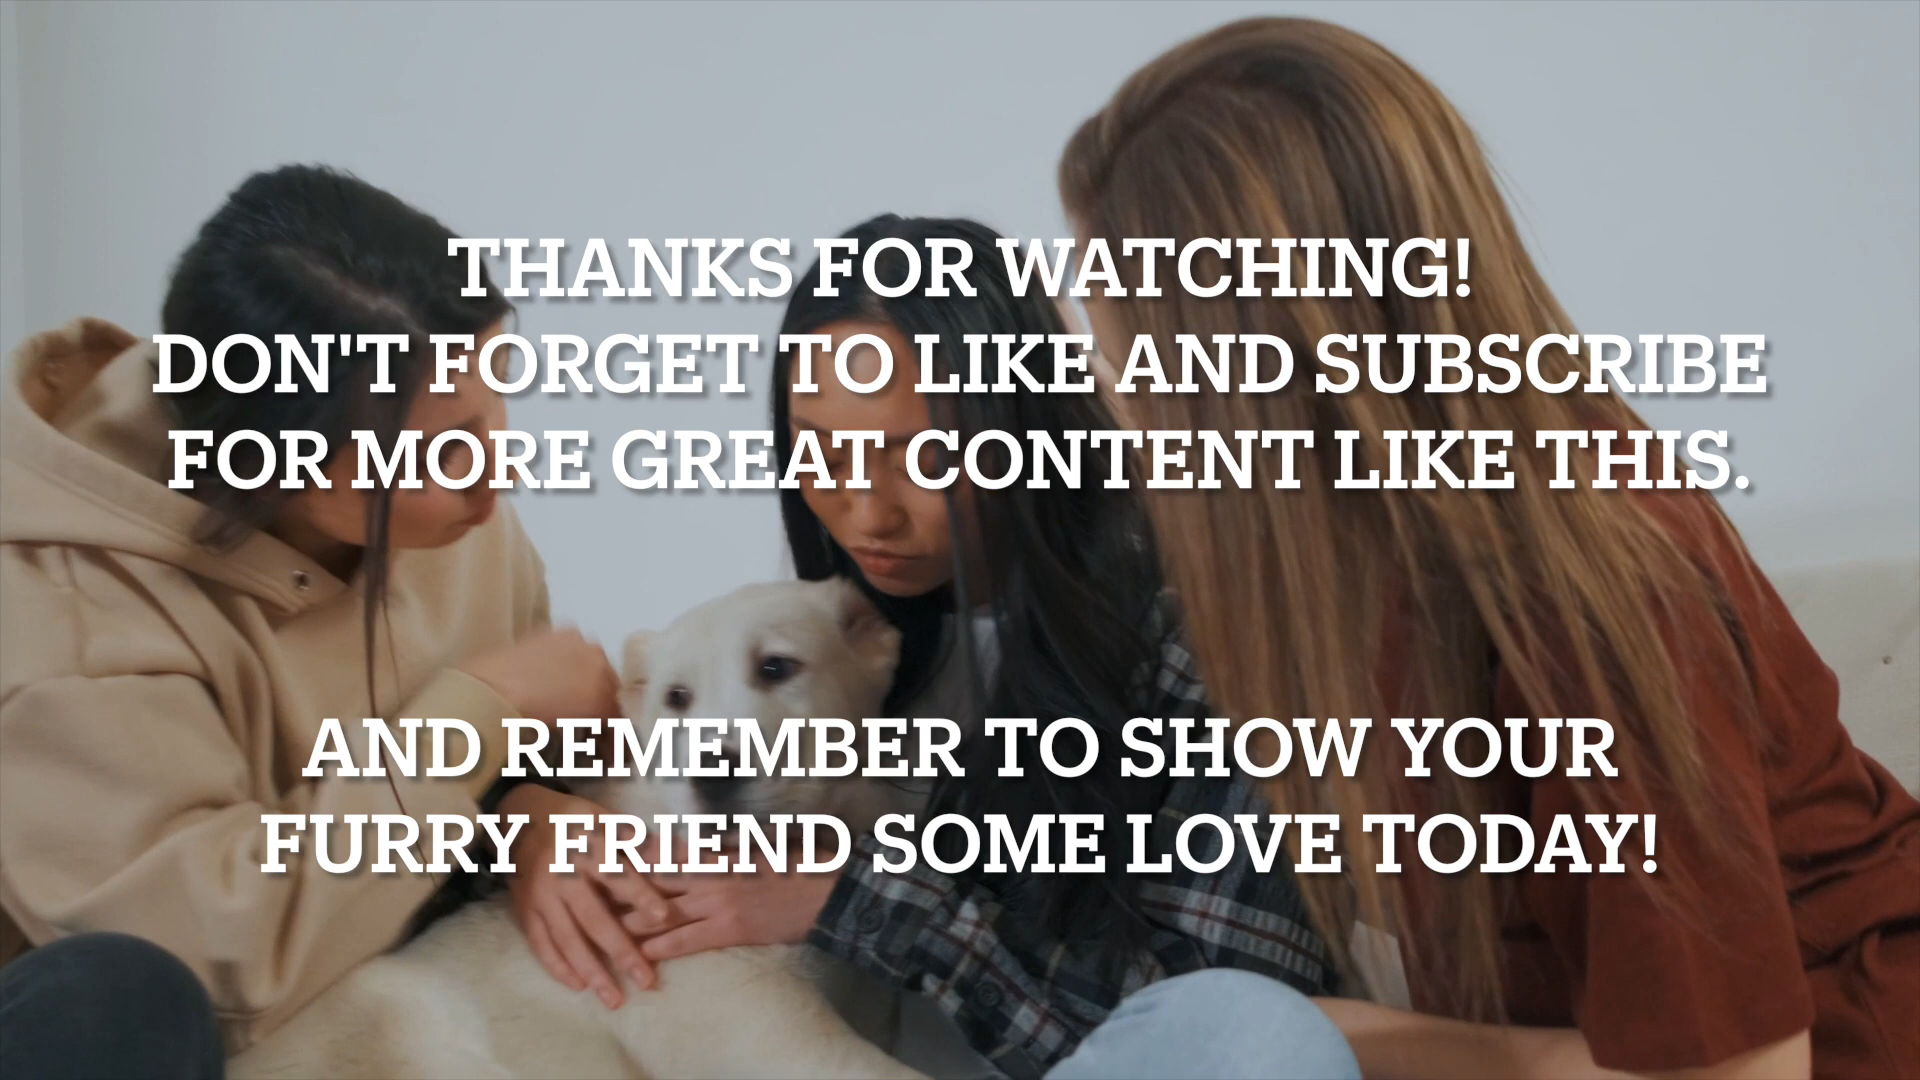 THANKS FOR WATCHING!
DON'T FORGET TO LIKE AND SUBSCRIBE
FOR MORE GREAT CONTENT LIKE THIS.
AND REMEMBER TO SHOW YOUR
FURRY FRIEND SOME LOVE TODAY!